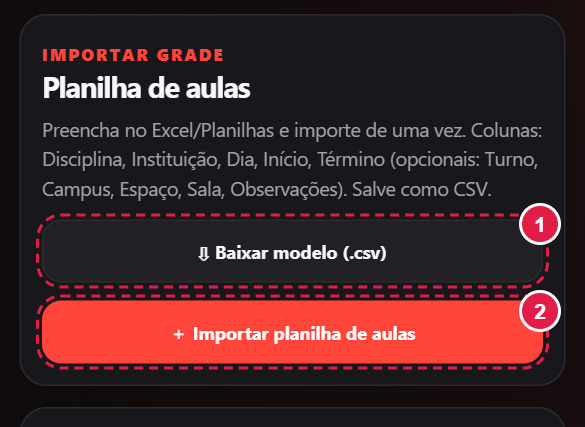 IMPORTAR GRADE
Planilha de aulas
Preencha no Excel/Planilhas e importe de uma vez. Colunas:
Disciplina, Instituição, Dia, Início, Término (opcionais: Turno,
Campus, Espaço, Sala, Observações). Salve como CSV.
1
⇩ Baixar modelo (.csv)
2
+ Importar planilha de aulas